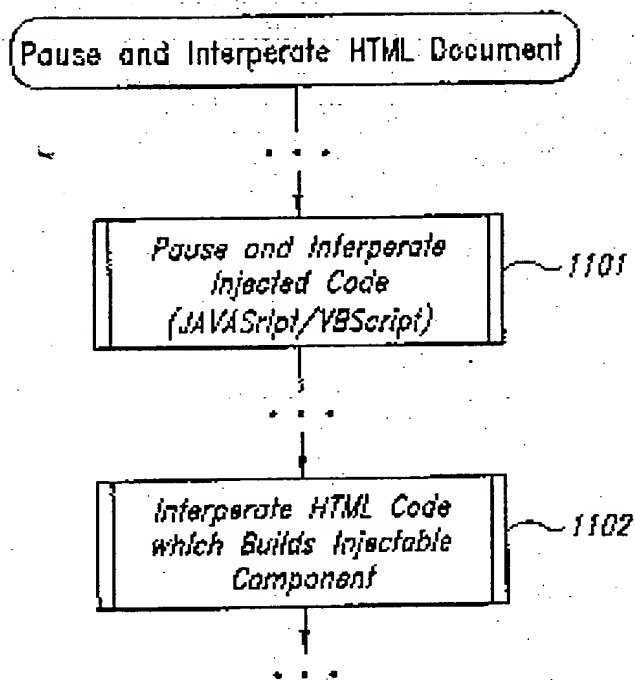 Pause and Interperate HTML Document
Pause and Interperate
Injected Code
(JAVASript/VBScript)
1101
Interperate HTML Code
which Builds Injectable
Component
1102